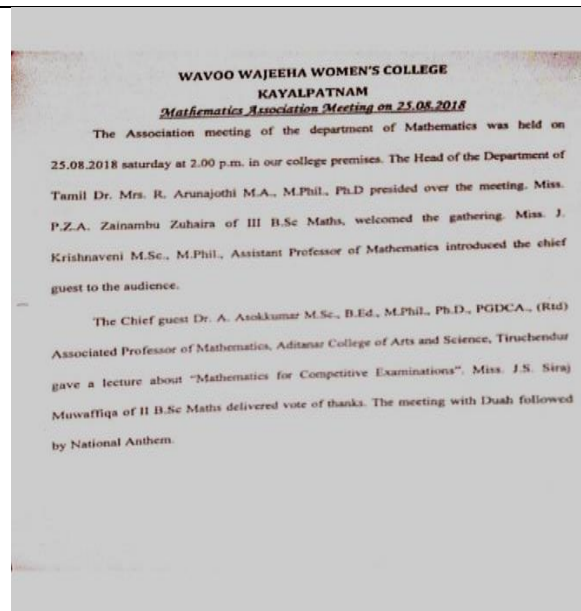 WAVOO WAJEEHA WOMEN'S COLLEGE
KAYALPATNAM
Mathematics Association Meeting on 25.08.2018
The Association meeting of the department of Mathematics was held on
25.08.2018 saturday at 2.00 p.m. in our college premises. The Head of the Department of
Tamil Dr. Mrs. R. Arunajothi M.A., M.Phil., Ph.D presided over the meeting. Miss.
P.Z.A. Zainambu Zuhaira of III B.Sc Maths, welcomed the gathering. Miss. J.
Krishnaveni M.Sc., M.Phil., Assistant Professor of Mathematics introduced the chief
guest to the audience.
The Chief guest Dr. A. Asokkumar M.Sc., B.Ed., M.Phil., Ph.D., PGDCA., (Rtd)
Associated Professor of Mathematics, Aditanar College of Arts and Science, Tiruchendur
gave a lecture about "Mathematics for Competitive Examinations". Miss. J.S. Siraj
Muwaffiqa of II B.Sc Maths delivered vote of thanks. The meeting with Duah followed
by National Anthem.